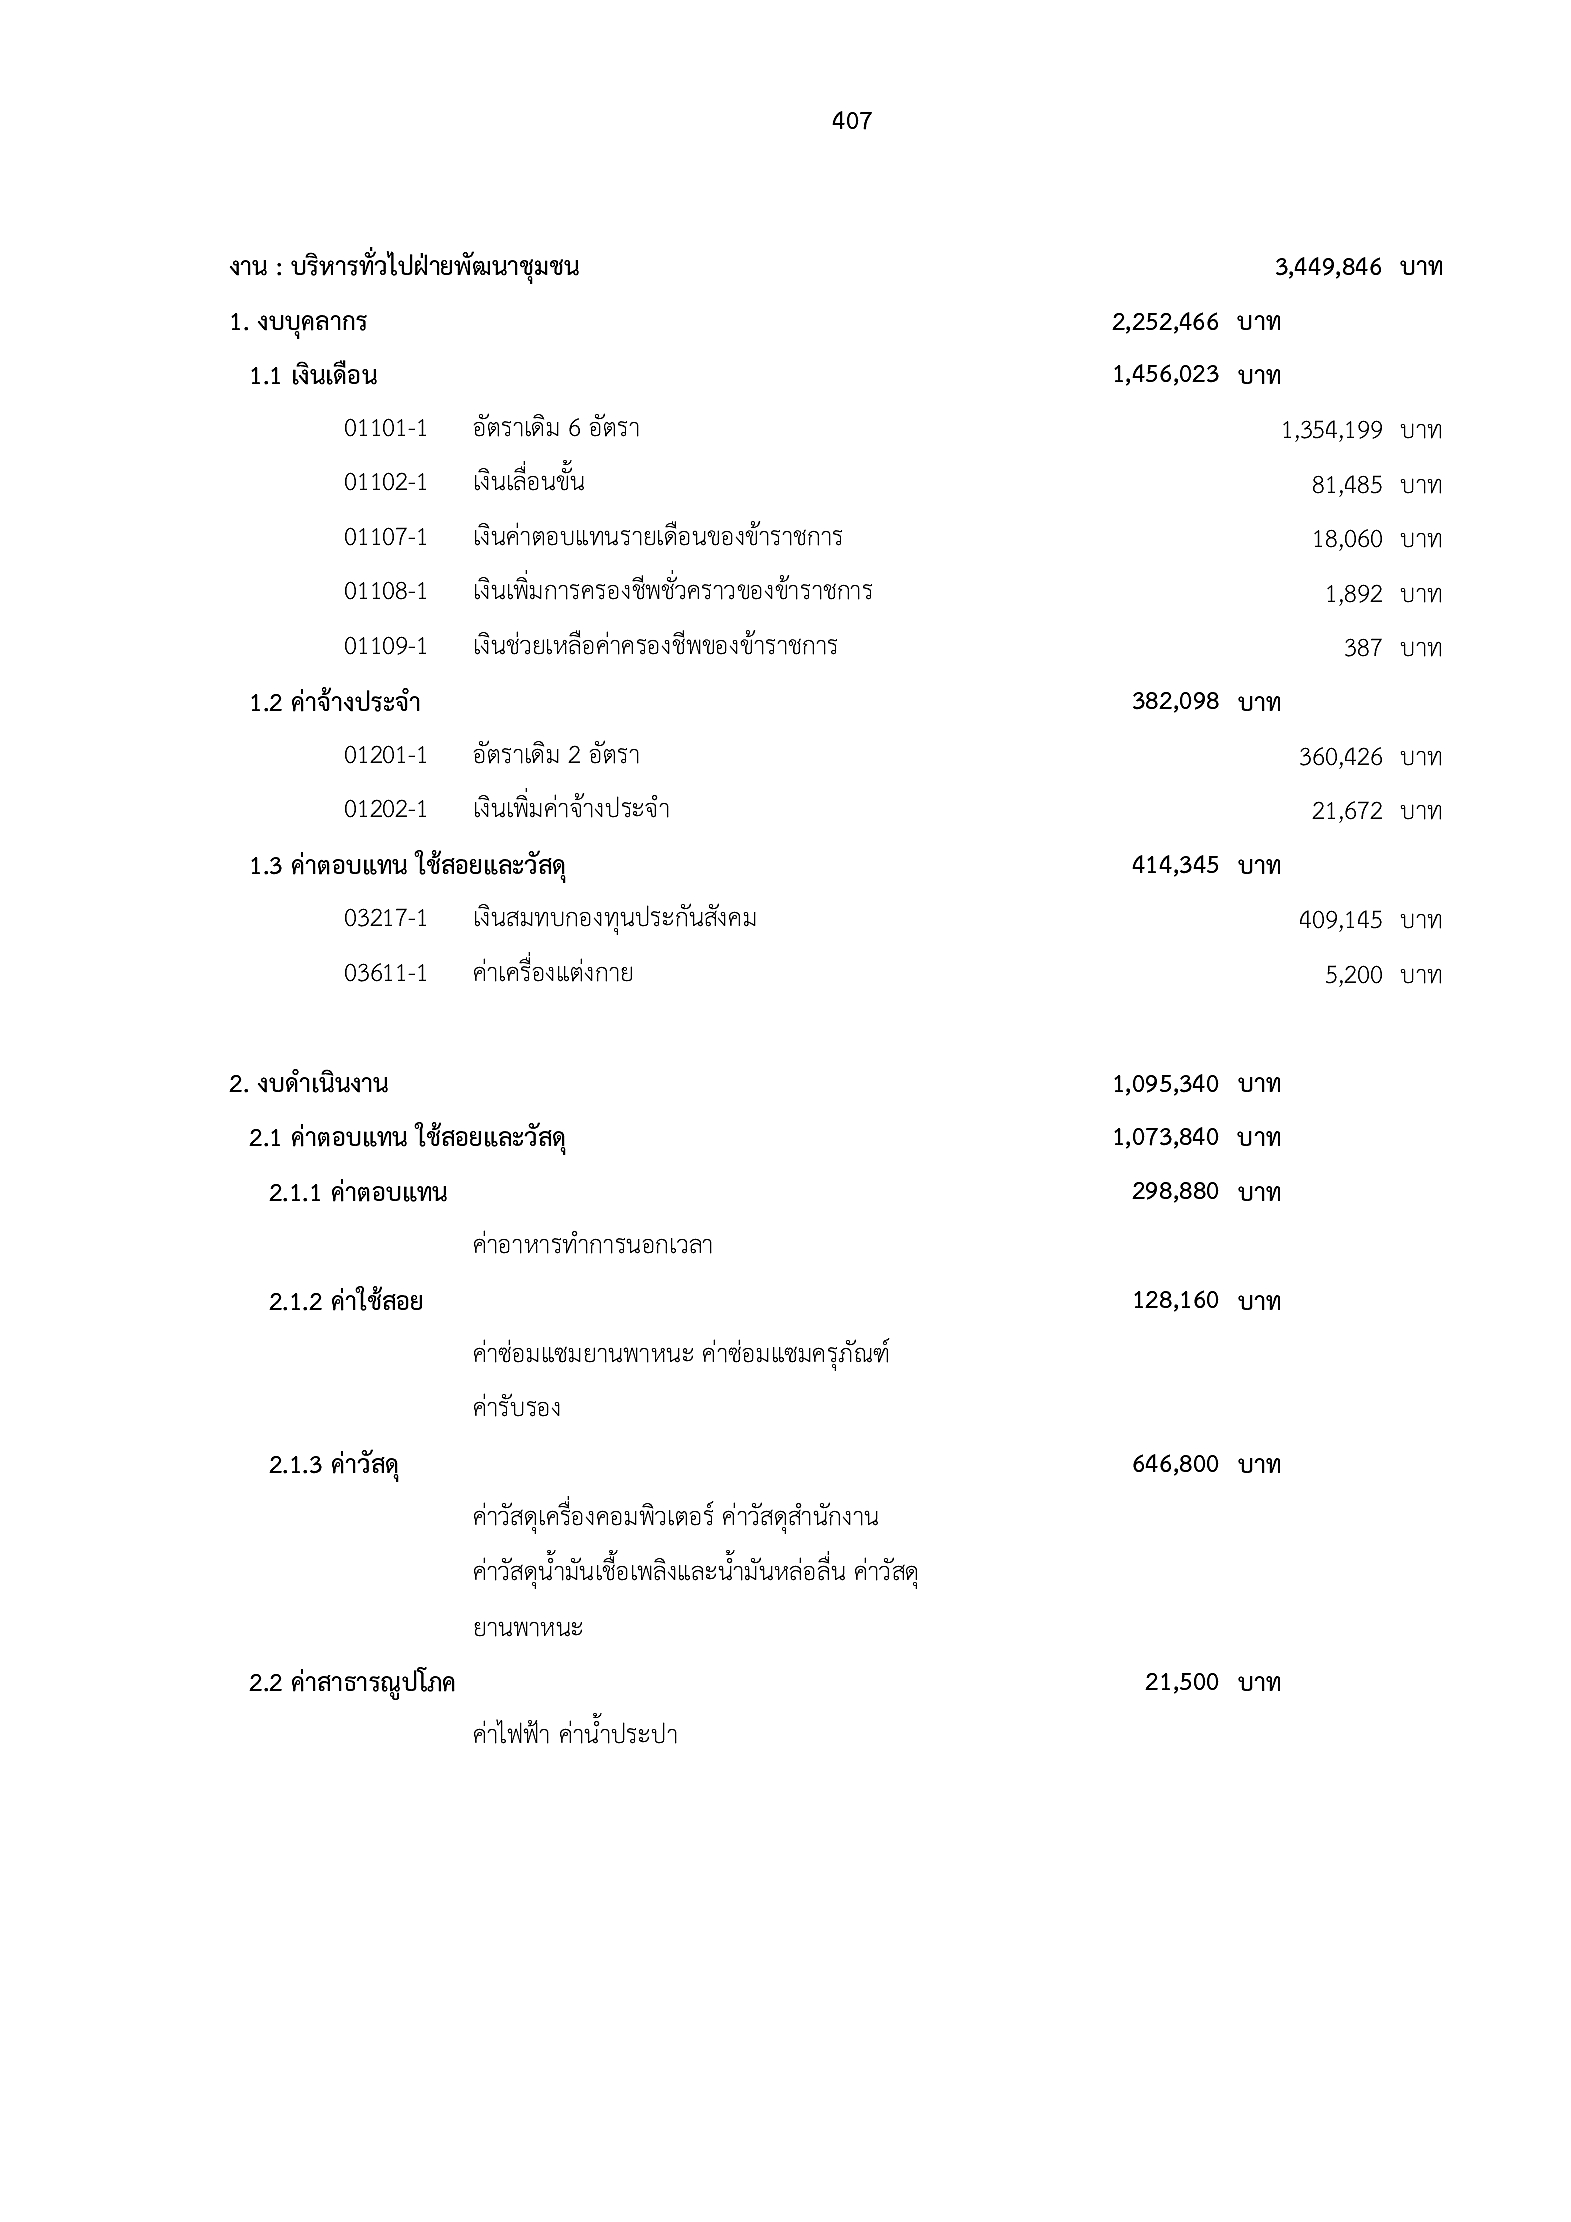 407
งาน : บริหารทั่วไปฝ่ายพัฒนาชุมชน 3,449,846 บาท
1. งบบุคลากร 2,252,466 บาท
1.1 เงินเดือน 1,456,023 บาท
01101-1 อัตราเดิม 6 อัตรา 1,354,199 บาท
01102-1 เงินเลื่อนขั้น 81,485 บาท
01107-1 เงินค่าตอบแทนรายเดือนของข้าราชการ 18,060 บาท
01108-1 เงินเพิ่มการครองชีพชั่วคราวของข้าราชการ 1,892 บาท
01109-1 เงินช่วยเหลือค่าครองชีพของข้าราชการ 387 บาท
1.2 ค่าจ้างประจำ 382,098 บาท
01201-1 อัตราเดิม 2 อัตรา 360,426 บาท
01202-1 เงินเพิ่มค่าจ้างประจำ 21,672 บาท
1.3 ค่าตอบแทน ใช้สอยและวัสดุ 414,345 บาท
03217-1 เงินสมทบกองทุนประกันสังคม 409,145 บาท
03611-1 ค่าเครื่องแต่งกาย 5,200 บาท
2. งบดำเนินงาน 1,095,340 บาท
2.1 ค่าตอบแทน ใช้สอยและวัสดุ 1,073,840 บาท
2.1.1 ค่าตอบแทน 298,880 บาท
ค่าอาหารทำการนอกเวลา
2.1.2 ค่าใช้สอย 128,160 บาท
ค่าซ่อมแซมยานพาหนะ ค่าซ่อมแซมครุภัณฑ์
ค่ารับรอง
2.1.3 ค่าวัสดุ 646,800 บาท
ค่าวัสดุเครื่องคอมพิวเตอร์ ค่าวัสดุสำนักงาน
ค่าวัสดุน้ำมันเชื้อเพลิงและน้ำมันหล่อลื่น ค่าวัสดุ
ยานพาหนะ
2.2 ค่าสาธารณูปโภค 21,500 บาท
ค่าไฟฟ้า ค่าน้ำประปา